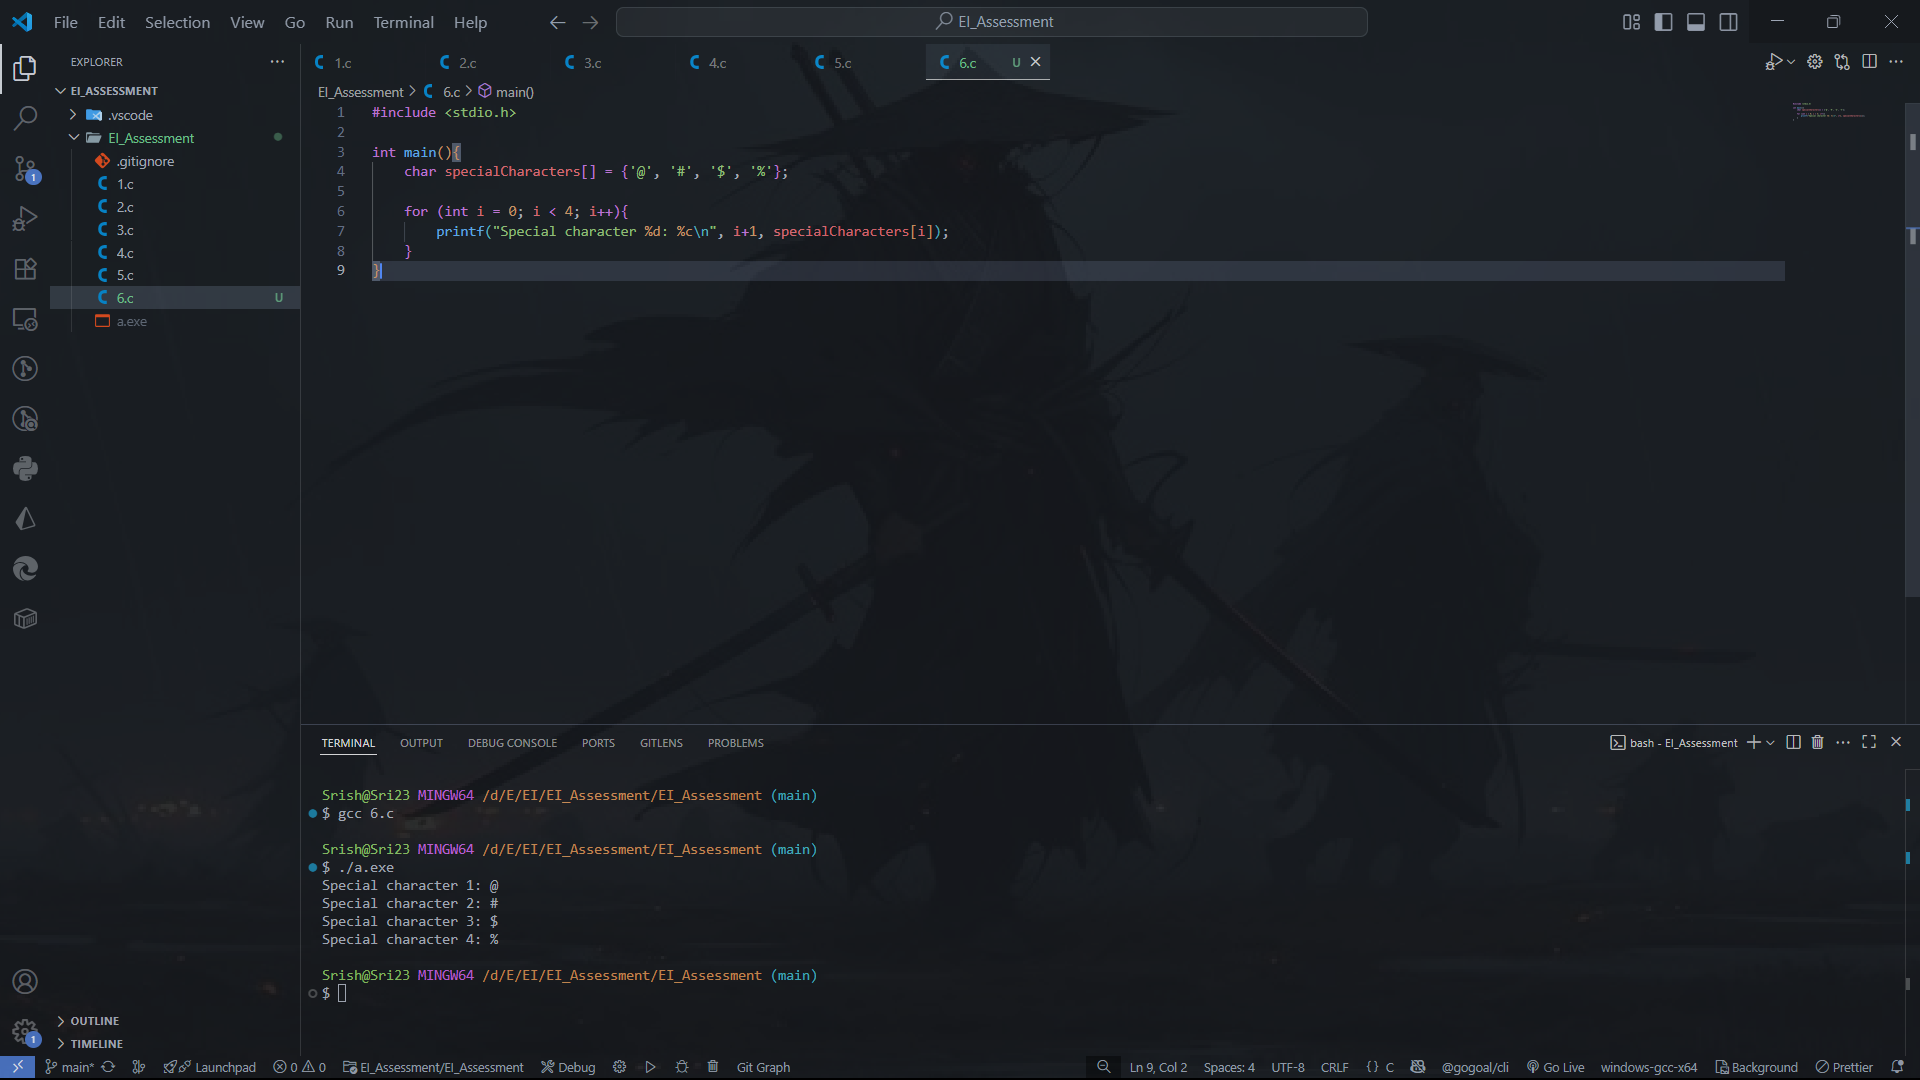 File Edit Selection View Go Run Terminal Help
EI_Assessment
EXPLORER
EI_ASSESSMENT
.vscode
EI_Assessment
.gitignore
1.c
2.c
3.c
4.c
5.c
6.c U
a.exe
OUTLINE
TIMELINE
1
1
1.c 2.c 3.c 4.c 5.c 6.c U
EI_Assessment > 6.c > main()
1 #include <stdio.h>
2
3 int main(){
4 char specialCharacters[] = {'@', '#', '$', '%'};
5
6 for (int i = 0; i < 4; i++){
7 printf("Special character %d: %c\n", i+1, specialCharacters[i]);
8 }
9 }
TERMINAL OUTPUT DEBUG CONSOLE PORTS GITLENS PROBLEMS
bash - EI_Assessment
Srish@Sri23 MINGW64 /d/E/EI/EI_Assessment/EI_Assessment (main)
$ gcc 6.c
Srish@Sri23 MINGW64 /d/E/EI/EI_Assessment/EI_Assessment (main)
$ ./a.exe
Special character 1: @
Special character 2: #
Special character 3: $
Special character 4: %
Srish@Sri23 MINGW64 /d/E/EI/EI_Assessment/EI_Assessment (main)
$
main* Launchpad 0 0 EI_Assessment/EI_Assessment Debug Git Graph Ln 9, Col 2 Spaces: 4 UTF-8 CRLF {} C @gogoal/cli Go Live windows-gcc-x64 Background Prettier